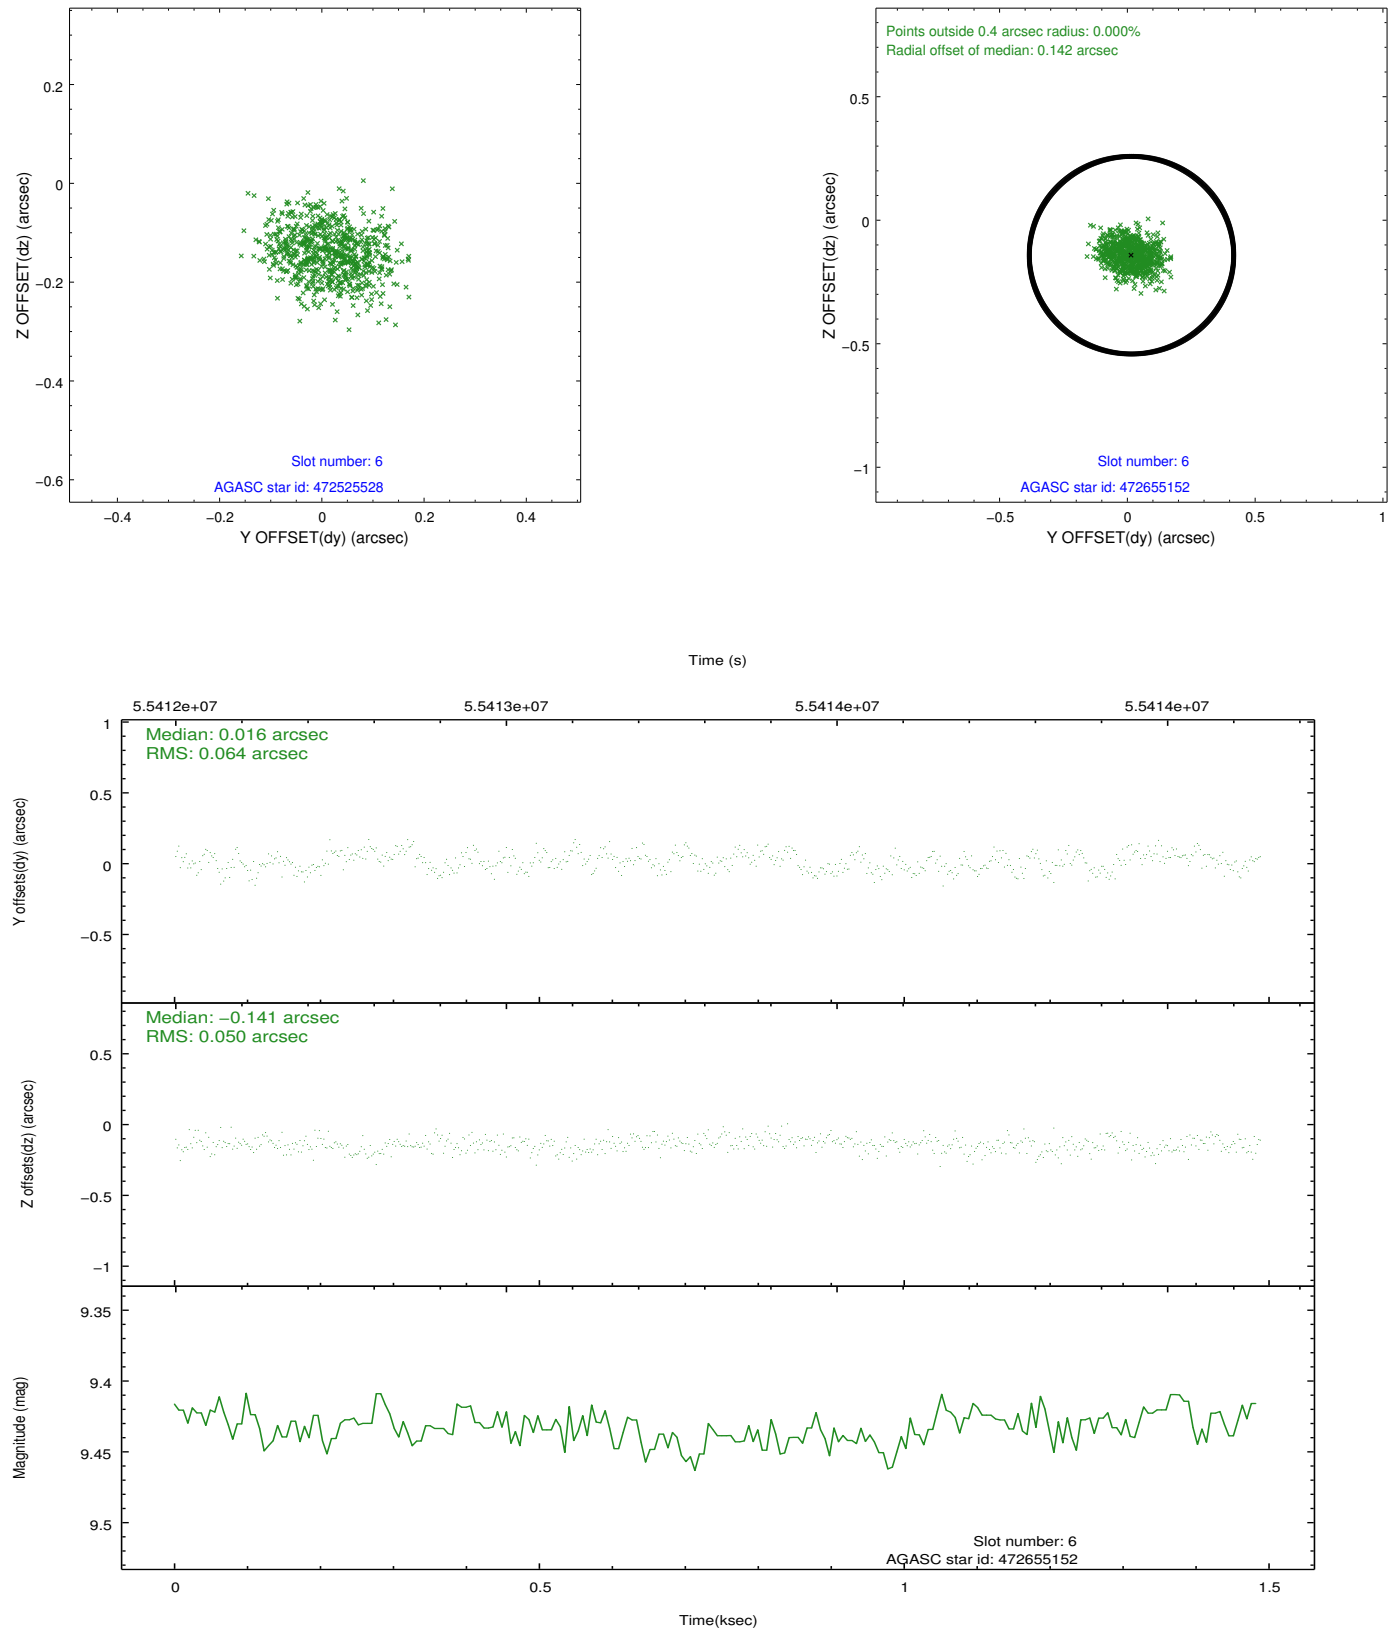 0.2
0
−0.2
−0.4
−0.6
Z OFFSET(dz) (arcsec)
Slot number: 6
AGASC star id: 472525528
−0.4
−0.2
0
0.2
0.4
Y OFFSET(dy) (arcsec)
Points outside 0.4 arcsec radius: 0.000%
Radial offset of median: 0.142 arcsec
0.5
0
−0.5
−1
Z OFFSET(dz) (arcsec)
Slot number: 6
AGASC star id: 472655152
−0.5
0
0.5
1
Y OFFSET(dy) (arcsec)
Time (s)
5.5412e+07
5.5413e+07
5.5414e+07
5.5414e+07
Median: 0.016 arcsec
RMS: 0.064 arcsec
1
0.5
0
−0.5
Y offsets(dy) (arcsec)
Median: −0.141 arcsec
RMS: 0.050 arcsec
0.5
0
−0.5
−1
Z offsets(dz) (arcsec)
9.35
9.4
9.45
9.5
Magnitude (mag)
Slot number: 6
AGASC star id: 472655152
0
0.5
1
1.5
Time(ksec)